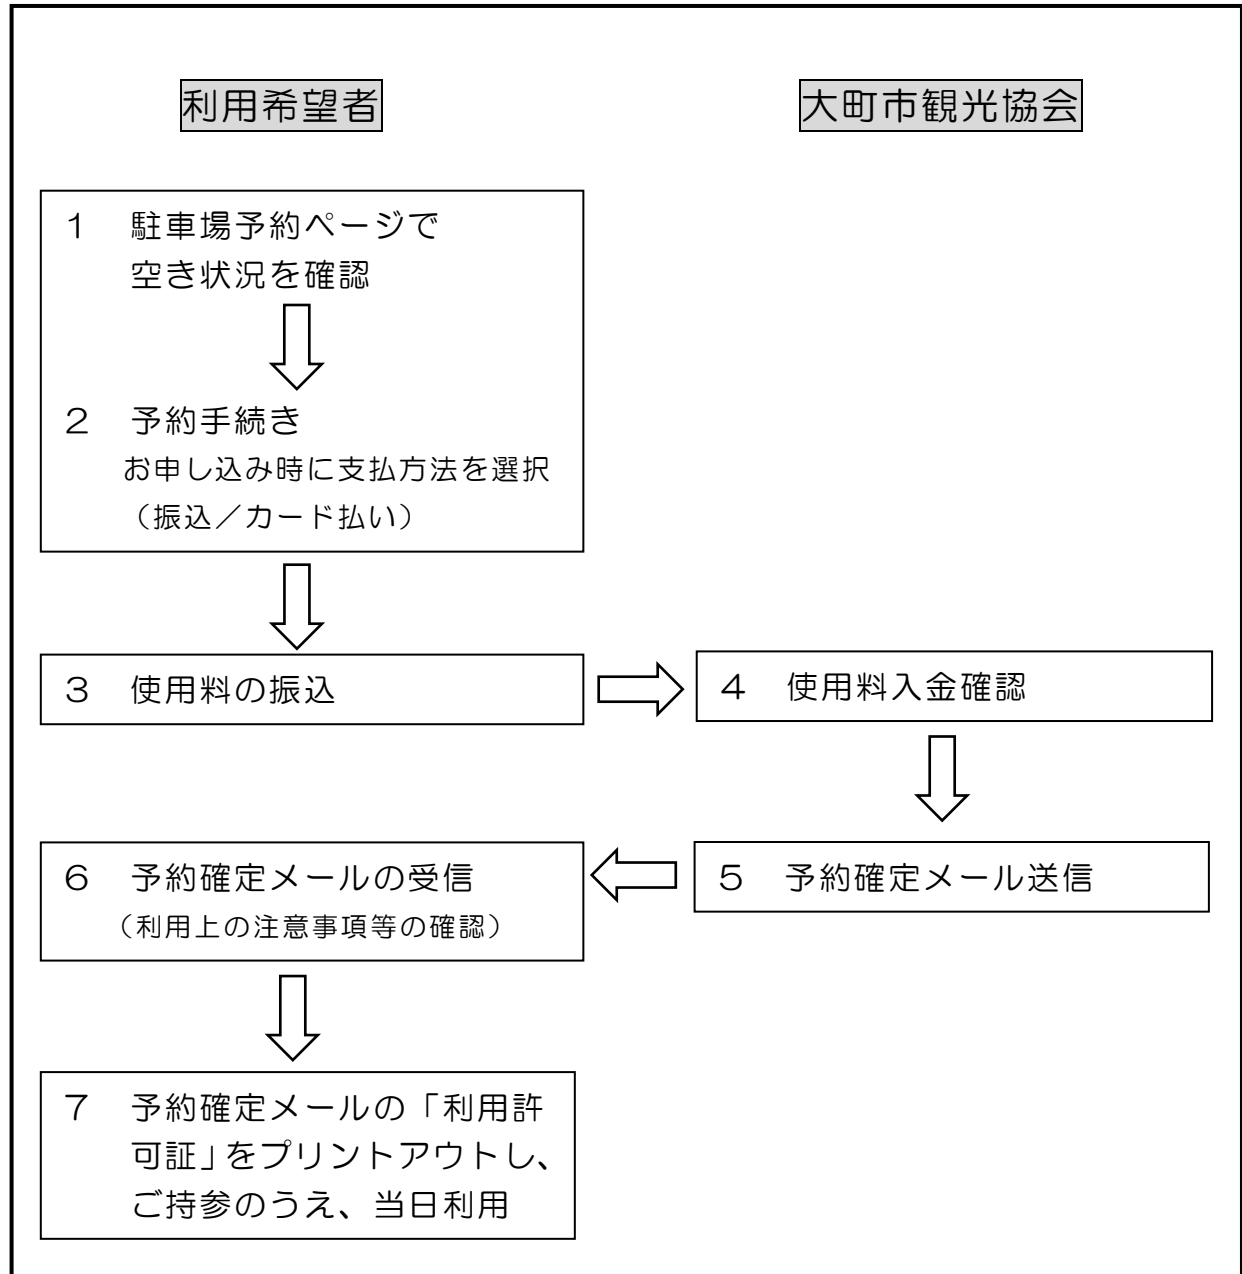 利用希望者
大町市観光協会
１　駐車場予約ページで
空き状況を確認
２　予約手続き
お申し込み時に支払方法を選択
（振込／カード払い）
３　使用料の振込
４　使用料入金確認
５　予約確定メール送信
６　予約確定メールの受信
（利用上の注意事項等の確認）
７　予約確定メールの「利用許
可証」をプリントアウトし、
ご持参のうえ、当日利用